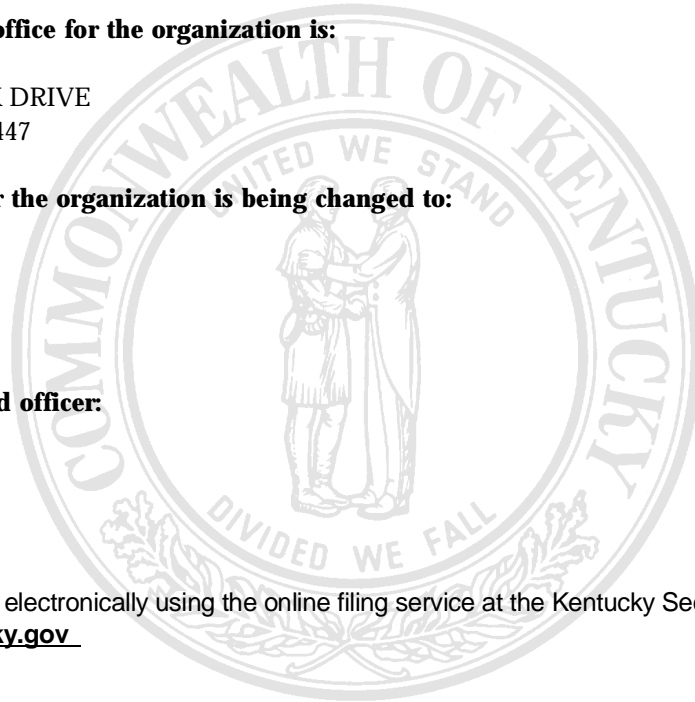 office for the organization is:
DRIVE
447
the organization is being changed to:
officer:
electronically using the online filing service at the Kentucky
ky.gov
COMMONWEALTH OF KENTUCKY
UNITED WE STAND
DIVIDED WE FALL